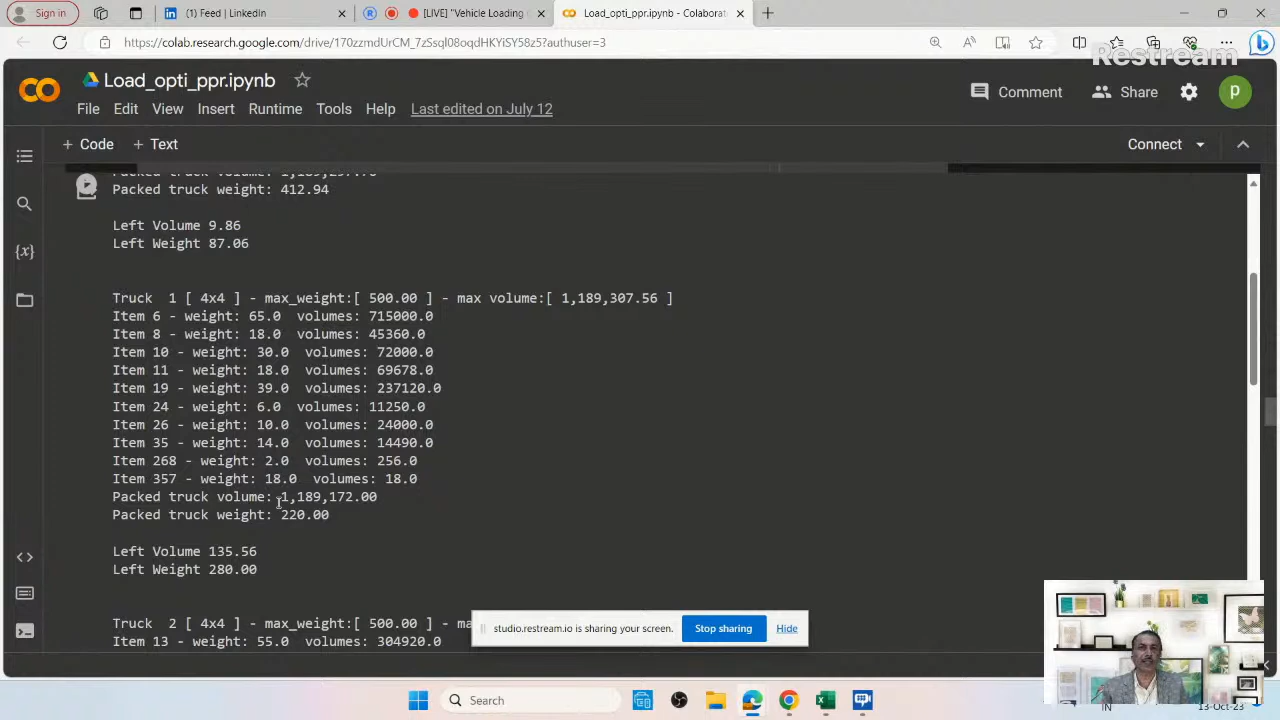 Sign in
(1) Feed | LinkedIn
[LIVE] "Vehicle Loading
Load_opti_ppr.ipynb - Colaborat
https://colab.research.google.com/drive/170zzmdUrCM_7zSsql08oqdHKYiSY58z5?authuser=3
Restream
Load_opti_ppr.ipynb
Comment
Share
p
File Edit View Insert Runtime Tools Help Last edited on July 12
+ Code + Text
Connect
Packed truck weight: 412.94
Left Volume 9.86
Left Weight 87.06
Truck 1 [ 4x4 ] - max_weight:[ 500.00 ] - max volume:[ 1,189,307.56 ]
Item 6 - weight: 65.0 volumes: 715000.0
Item 8 - weight: 18.0 volumes: 45360.0
Item 10 - weight: 30.0 volumes: 72000.0
Item 11 - weight: 18.0 volumes: 69678.0
Item 19 - weight: 39.0 volumes: 237120.0
Item 24 - weight: 6.0 volumes: 11250.0
Item 26 - weight: 10.0 volumes: 24000.0
Item 35 - weight: 14.0 volumes: 14490.0
Item 268 - weight: 2.0 volumes: 256.0
Item 357 - weight: 18.0 volumes: 18.0
Packed truck volume: 1,189,172.00
Packed truck weight: 220.00
Left Volume 135.56
Left Weight 280.00
Truck 2 [ 4x4 ] - max_weight:[ 500.00 ] - ma
Item 13 - weight: 55.0 volumes: 304920.0
studio.restream.io is sharing your screen.
Stop sharing
Hide
Search
IN
13-Oct-23